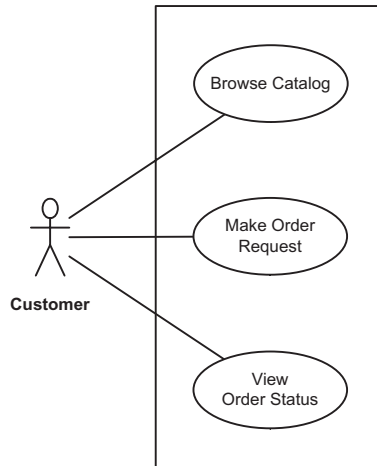 Browse Catalog
Make Order
Request
Customer
View
Order Status